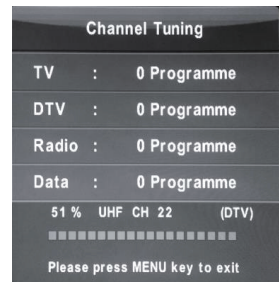 Channel Tuning
TV : 0 Programme
DTV : 0 Programme
Radio : 0 Programme
Data : 0 Programme
51 % UHF CH 22 (DTV)
Please press MENU key to exit